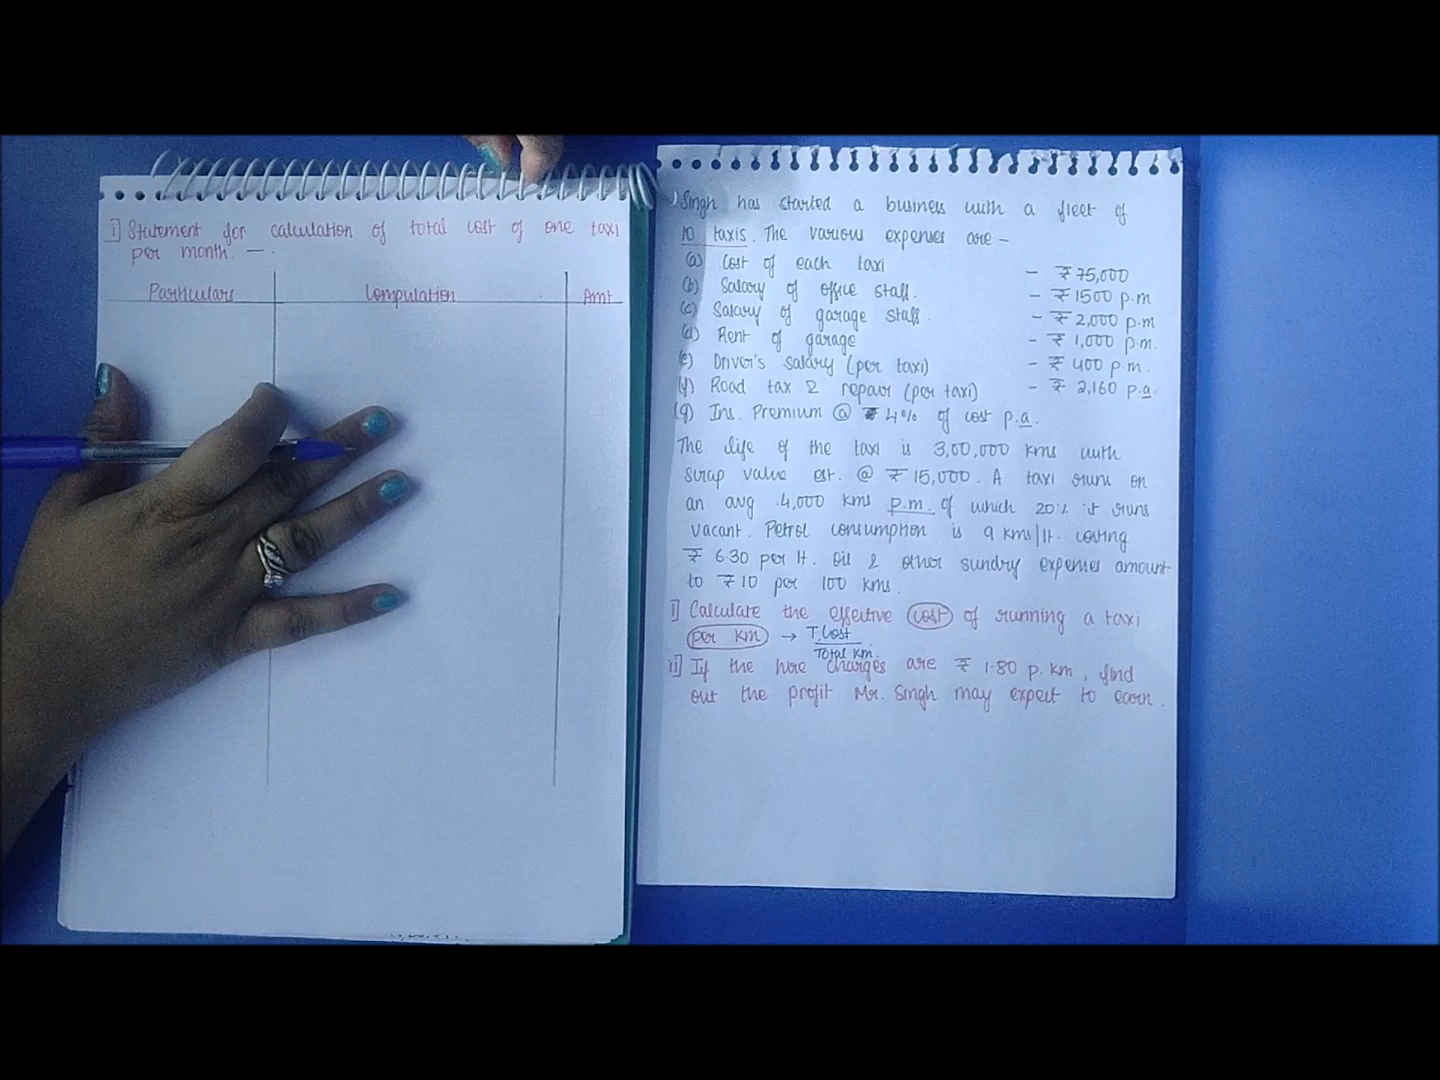 i] Statement for calculation of total cost of one taxi
per month. —.
Particulars Computation Amt
Singh has started a business with a fleet of
10 taxis. The various expenses are –
(a) Cost of each taxi – ₹ 75,000
(b) Salary of office staff. – ₹ 1500 p.m
(c) Salary of garage staff. – ₹ 2,000 p.m
(d) Rent of garage – ₹ 1,000 p.m.
(e) Driver's salary (per taxi) – ₹ 400 p.m.
(f) Road tax & repair (per taxi) – ₹ 2,160 p.a.
(g) Ins. Premium @ 4% of cost p.a.
The life of the taxi is 3,00,000 kms with
scrap value est. @ ₹ 15,000. A taxi runs on
an avg 4,000 kms p.m. of which 20% it runs
vacant. Petrol consumption is 9 kms/lt. costing
₹ 6.30 per lt. Oil & other sundry expenses amount
to ₹ 10 per 100 kms.
i] Calculate the effective cost of running a taxi
per km → T.Cost
Total Km.
ii] If the hire charges are ₹ 1.80 p. km, find
out the profit Mr. Singh may expect to earn.